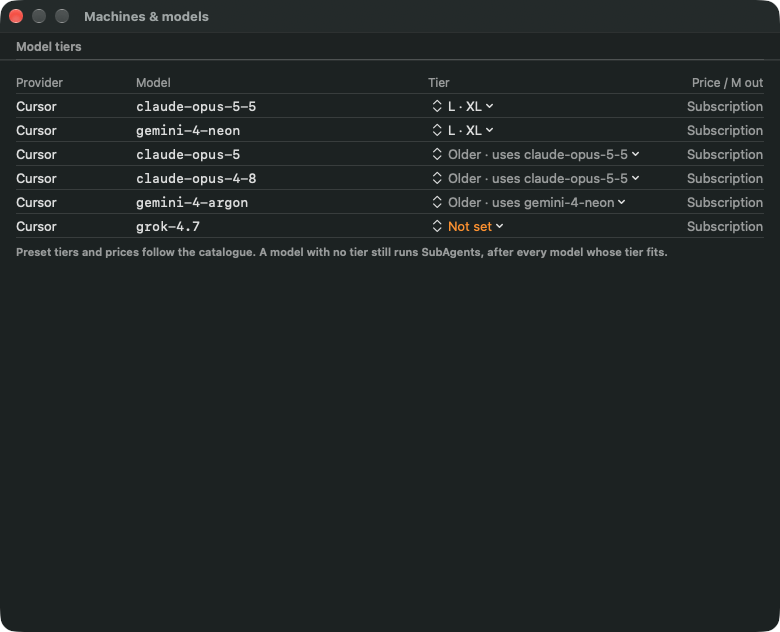 Machines & models
Model tiers
Provider Model Tier Price / M out
Cursor claude-opus-5-5 L · XL Subscription
Cursor gemini-4-neon L · XL Subscription
Cursor claude-opus-5 Older · uses claude-opus-5-5 Subscription
Cursor claude-opus-4-8 Older · uses claude-opus-5-5 Subscription
Cursor gemini-4-argon Older · uses gemini-4-neon Subscription
Cursor grok-4.7 Not set Subscription
Preset tiers and prices follow the catalogue. A model with no tier still runs SubAgents, after every model whose tier fits.